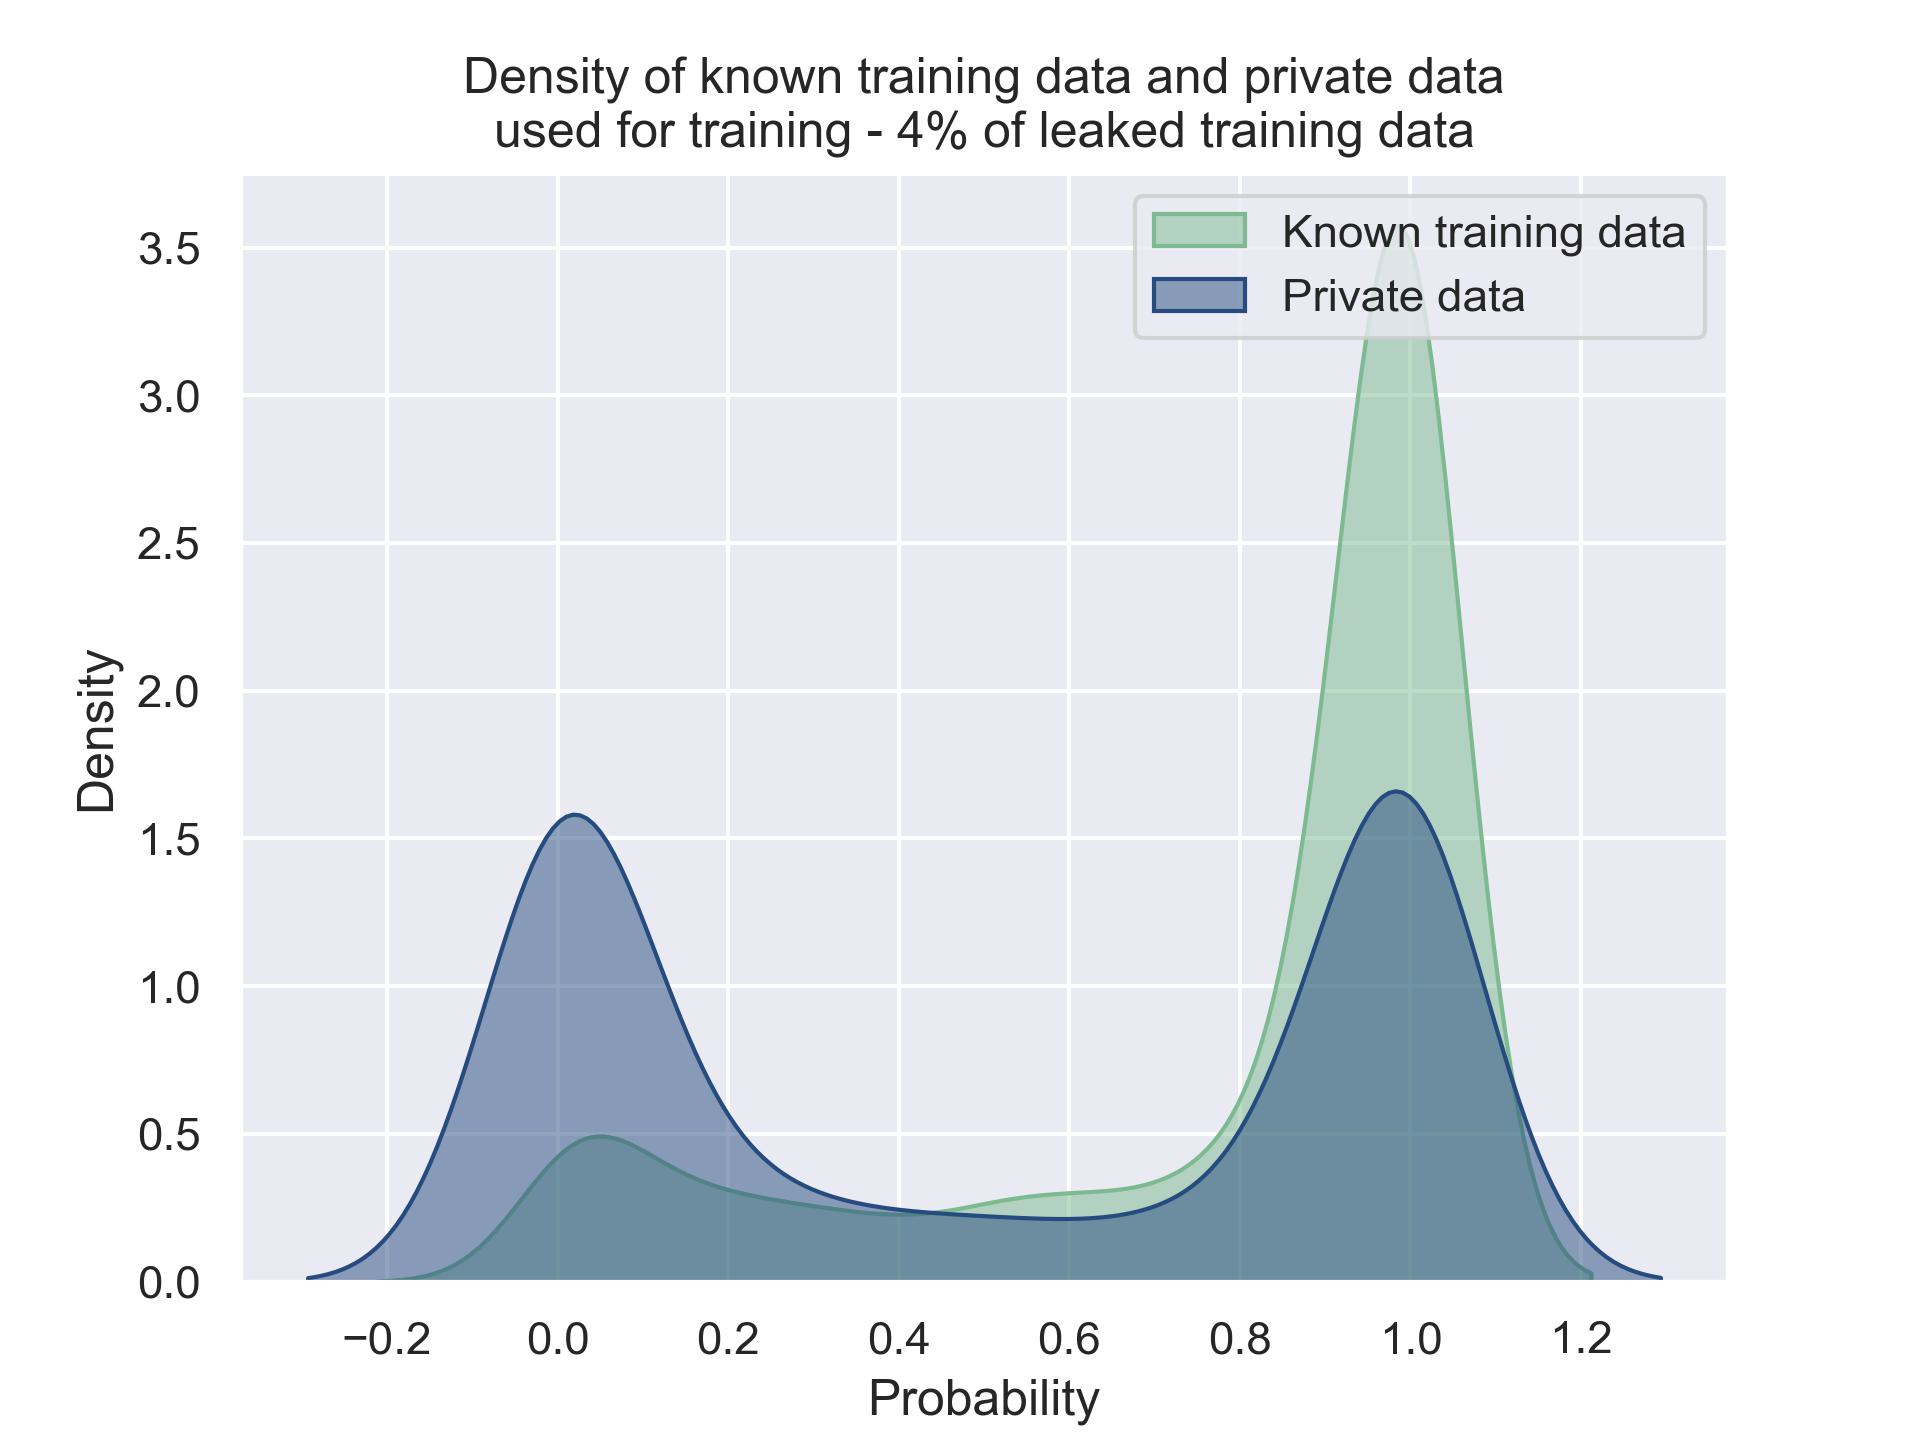 Density of known training data and private data
used for training - 4% of leaked training data
Known training data
Private data
3.5
3.0
2.5
2.0
1.5
1.0
0.5
0.0
Density
−0.2 0.0 0.2 0.4 0.6 0.8 1.0 1.2
Probability